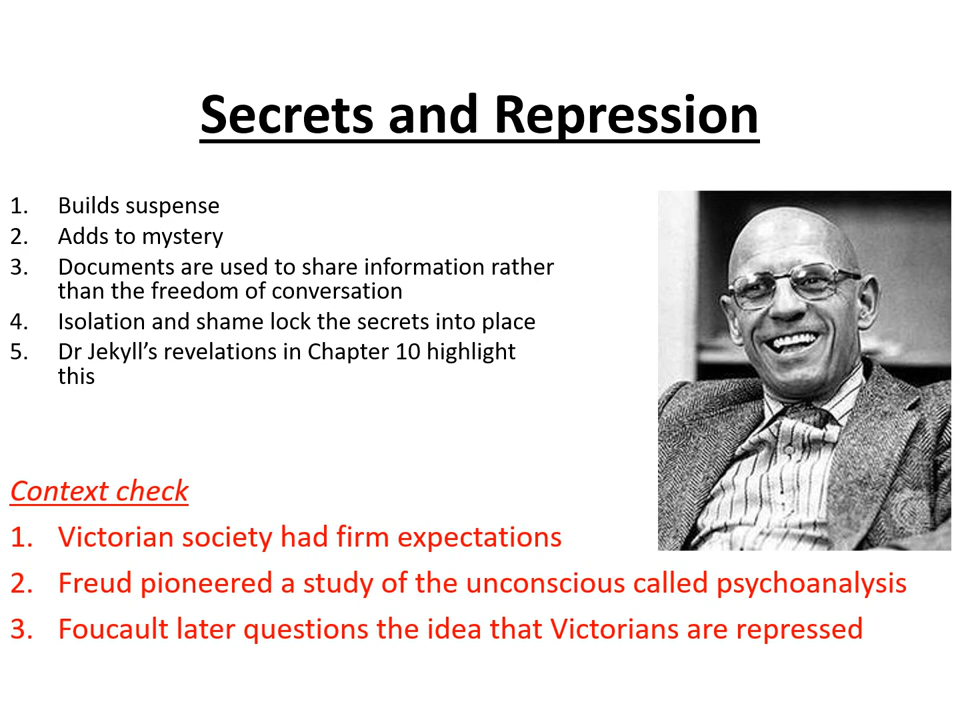 Secrets and Repression
1. Builds suspense
2. Adds to mystery
3. Documents are used to share information rather
than the freedom of conversation
4. Isolation and shame lock the secrets into place
5. Dr Jekyll’s revelations in Chapter 10 highlight
this
Context check
1. Victorian society had firm expectations
2. Freud pioneered a study of the unconscious called psychoanalysis
3. Foucault later questions the idea that Victorians are repressed